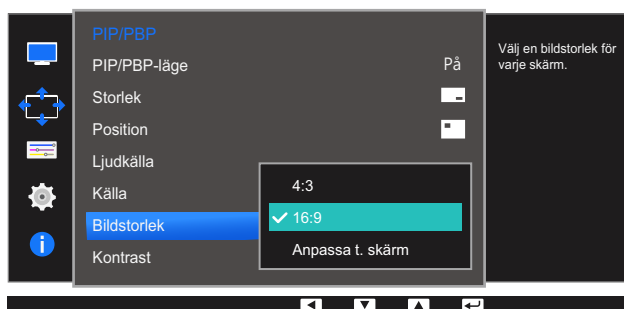 PIP/PBP
PIP/PBP-läge På
Storlek
Position
Ljudkälla
Källa
Bildstorlek
Kontrast
4:3
16:9
Anpassa t. skärm
Välj en bildstorlek för
varje skärm.